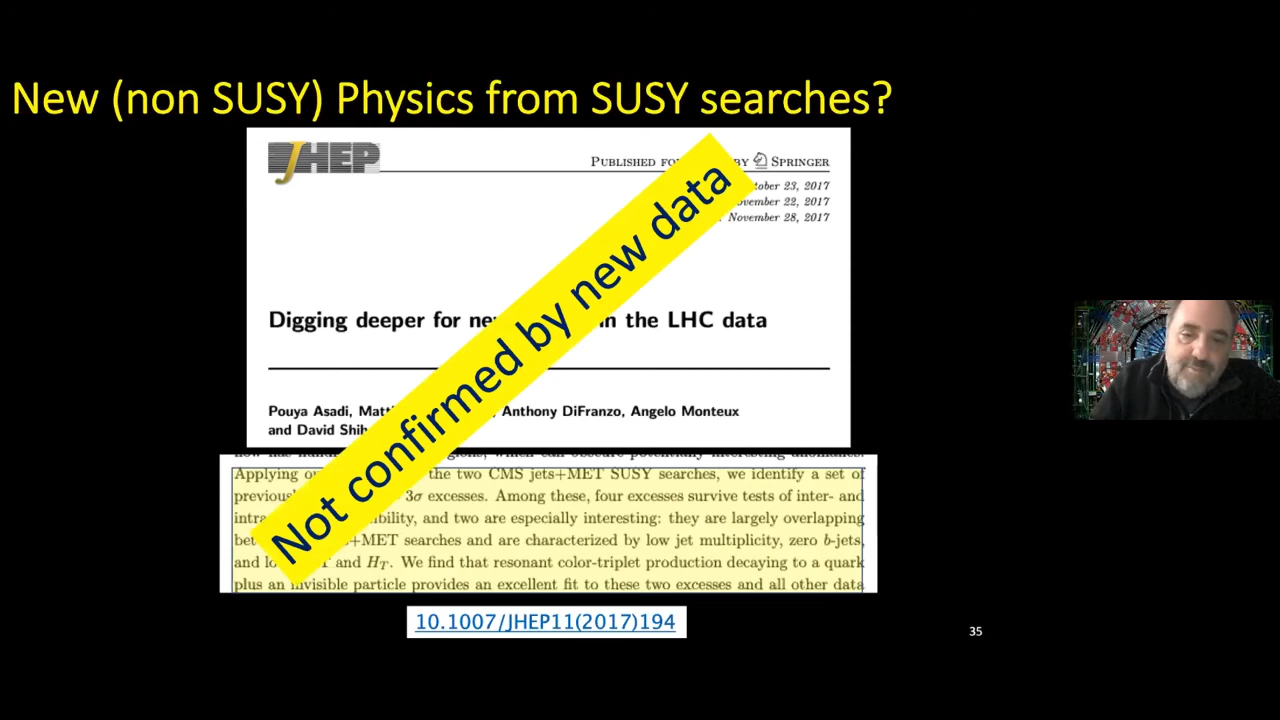 New (non SUSY) Physics from SUSY searches?
JHEP
PUBLISHED BY SPRINGER
October 23, 2017
November 22, 2017
November 28, 2017
Digging deeper for in the LHC data
Pouya Asadi, Anthony DiFranzo, Angelo Monteux
and David Shih
Not confirmed by new data
Applying the two CMS jets+MET SUSY searches, we identify a set of
3σ excesses. Among these, four excesses survive tests of inter- and
and two are especially interesting: they are largely overlapping
+MET searches and are characterized by low jet multiplicity, zero b-jets,
and and H_T. We find that resonant color-triplet production decaying to a quark
plus an invisible particle provides an excellent fit to these two excesses and all other data
10.1007/JHEP11(2017)194
35